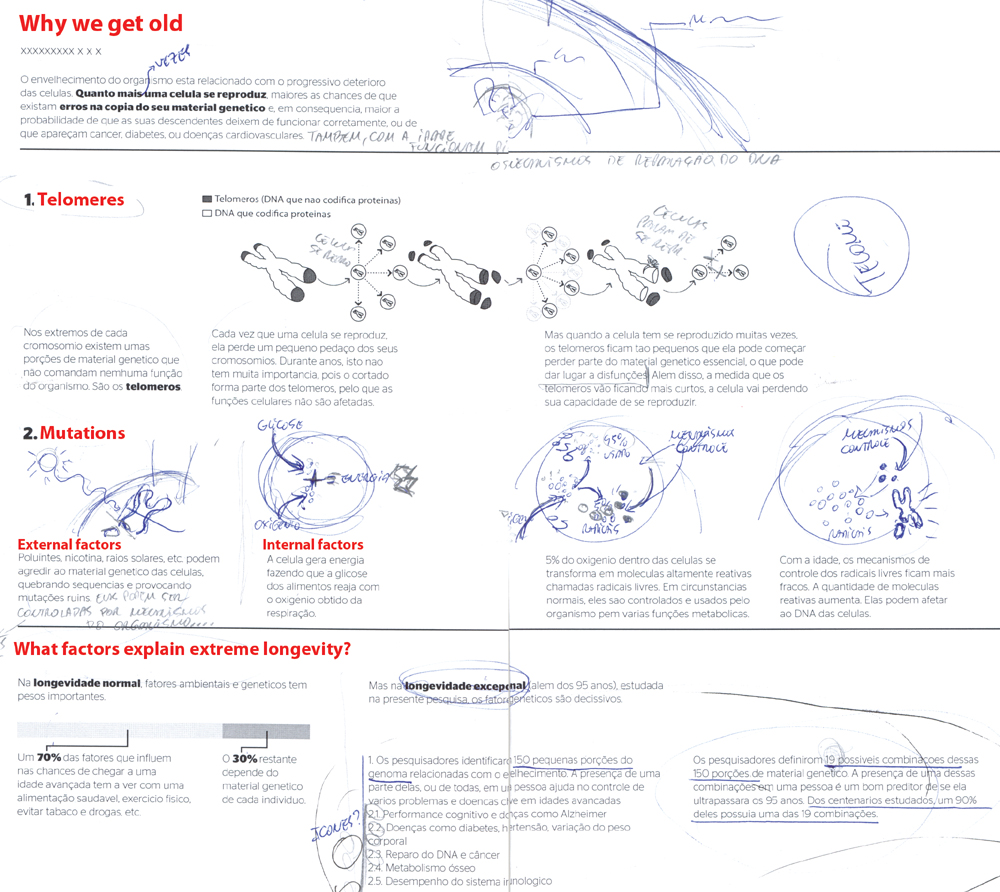 Why we get old
XXXXXXXXX X X X
VEZES
O envelhecimento do organismo esta relacionado com o progressivo deterioro
das celulas. Quanto mais uma celula se reproduz, maiores as chances de que
existam erros na copia do seu material genetico e, em consequencia, maior a
probabilidade de que as suas descendentes deixem de funcionar corretamente, ou de
que apareçam cancer, diabetes, ou doenças cardiovasculares. TAMBEM, COM A IDADE
FUNCIONAM
OS MECANISMOS DE REPARAÇÃO DO DNA
1. Telomeres
Telomeros (DNA que nao codifica proteinas)
DNA que codifica proteinas
CELULA
SE REPRO
CELULAS
PARAM DE
SE REPR.
Nos extremos de cada
cromosomio existem umas
porções de material genetico que
não comandam nenhuma função
do organismo. São os telomeros
Cada vez que uma celula se reproduz,
ela perde um pequeno pedaço dos seus
cromosomios. Durante anos, isto nao
tem muita importancia, pois o cortado
forma parte dos telomeros, pelo que as
funções celulares não são afetadas.
Mas quando a celula tem se reproduzido muitas vezes,
os telomeros ficam tao pequenos que ela pode começar
perder parte do material genetico essencial, o que pode
dar lugar a disfunções. Alem disso, a medida que os
telomeros vão ficando mais curtos, a celula vai perdendo
sua capacidade de se reproduzir.
2. Mutations
GLICOSE
ENERGIA
OXIGENIO
95%
USADO
MECANISMOS
CONTROLE
RADICAIS
MECANISMOS
CONTROLE
RADICAIS
External factors
Poluintes, nicotina, raios solares, etc. podem
agredir ao material genetico das celulas,
quebrando sequencias e provocando
mutações ruins. QUE PODEM SER
CONTROLADAS POR MECANISMOS
DO ORGANISMO....
Internal factors
A celula gera energia
fazendo que a glicose
dos alimentos reaja com
o oxigenio obtido da
respiração.
5% do oxigenio dentro das celulas se
transforma em moleculas altamente reativas
chamadas radicais livres. Em circunstancias
normais, eles são controlados e usados pelo
organismo pem varias funções metabolicas.
Com a idade, os mecanismos de
controle dos radicais livres ficam mais
fracos. A quantidade de moleculas
reativas aumenta. Elas podem afetar
ao DNA das celulas.
What factors explain extreme longevity?
Na longevidade normal, fatores ambientais e geneticos tem
pesos importantes.
Um 70% das fatores que influem
nas chances de chegar a uma
idade avançada tem a ver com uma
alimentação saudavel, exercicio fisico,
evitar tabaco e drogas. etc.
O 30% restante
depende do
material genetico
de cada individuo.
Mas na longevidade excepenal (alem dos 95 anos), estudada
na presente pesquisa, os fator geneticos são decissivos.
ICONES?
1. Os pesquisadores identificaram 150 pequenas porções do
genoma relacionadas com o elhecimento. A presença de uma
parte delas, ou de todas, em un pessoa ajuda no controle de
varios problemas e doencas cive em idades avancadas
2.1. Performance cognitivo e denças como Alzheimer
2.2. Doenças como diabetes, hertensão, variação do peso
corporal
2.3. Reparo do DNA e câncer
2.4. Metabolismo ósseo
2.5. Desempenho do sistema inologico
Os pesquisadores definirom 19 possiveis combinações dessas
150 porções de material genetico. A presença de uma dessas
combinações em uma pessoa é um bom preditor de se ela
ultrapassara os 95 anos. Dos centenarios estudados, um 90%
deles possuia uma das 19 combinações.